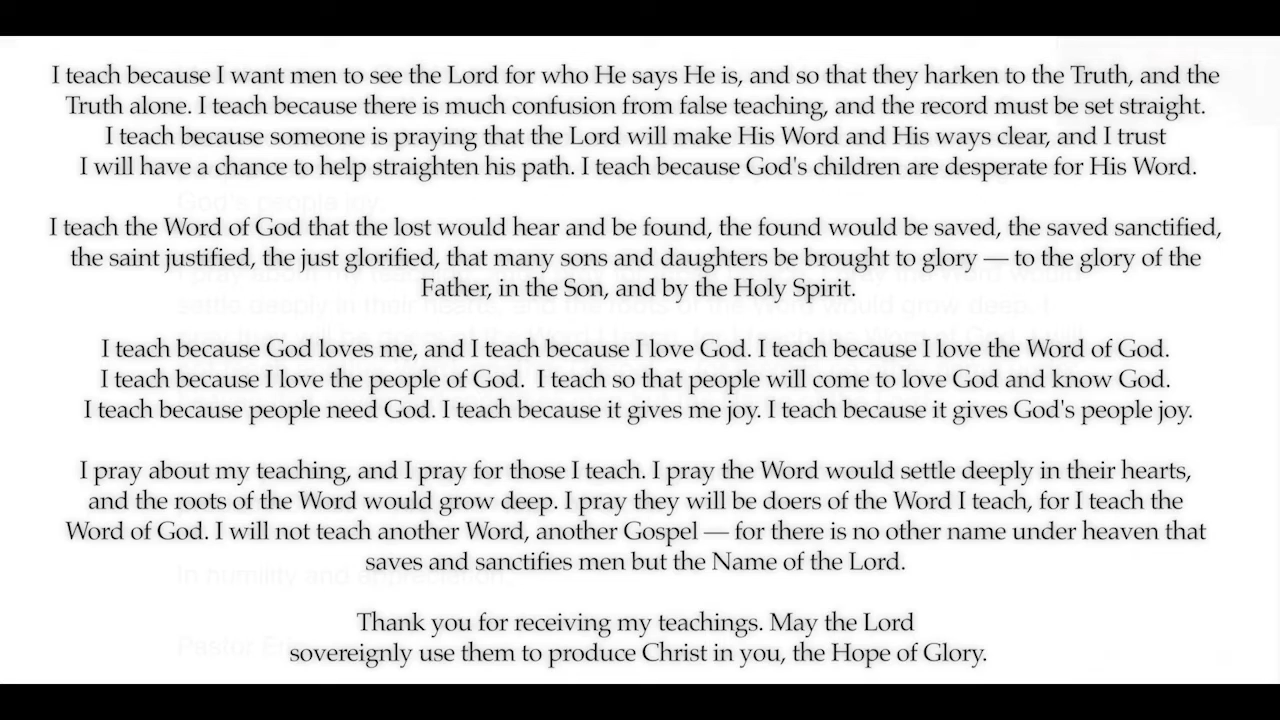 I teach because I want men to see the Lord for who He says He is, and so that they harken to the Truth, and the
Truth alone. I teach because there is much confusion from false teaching, and the record must be set straight.
I teach because someone is praying that the Lord will make His Word and His ways clear, and I trust
I will have a chance to help straighten his path. I teach because God's children are desperate for His Word.
God's people joy.
I teach the Word of God that the lost would hear and be found, the found would be saved, the saved sanctified,
the saint justified, the just glorified, that many sons and daughters be brought to glory — to the glory of the
Father, in the Son, and by the Holy Spirit.
I teach because God loves me, and I teach because I love God. I teach because I love the Word of God.
I teach because I love the people of God.  I teach so that people will come to love God and know God.
I teach because people need God. I teach because it gives me joy. I teach because it gives God's people joy.
I pray about my teaching, and I pray for those I teach. I pray the Word would settle deeply in their hearts,
and the roots of the Word would grow deep. I pray they will be doers of the Word I teach, for I teach the
Word of God. I will not teach another Word, another Gospel — for there is no other name under heaven that
saves and sanctifies men but the Name of the Lord.
In humility and appreciation,
Thank you for receiving my teachings. May the Lord
Pastor
sovereignly use them to produce Christ in you, the Hope of Glory.